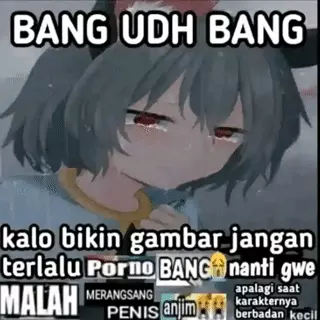 BANG UDH BANG
kalo bikin gambar jangan
terlalu Porno BANG😭 nanti gwe
MALAH MERANGSANG PENIS anjim😭😭 apalagi saat karakternya berbadan kecil